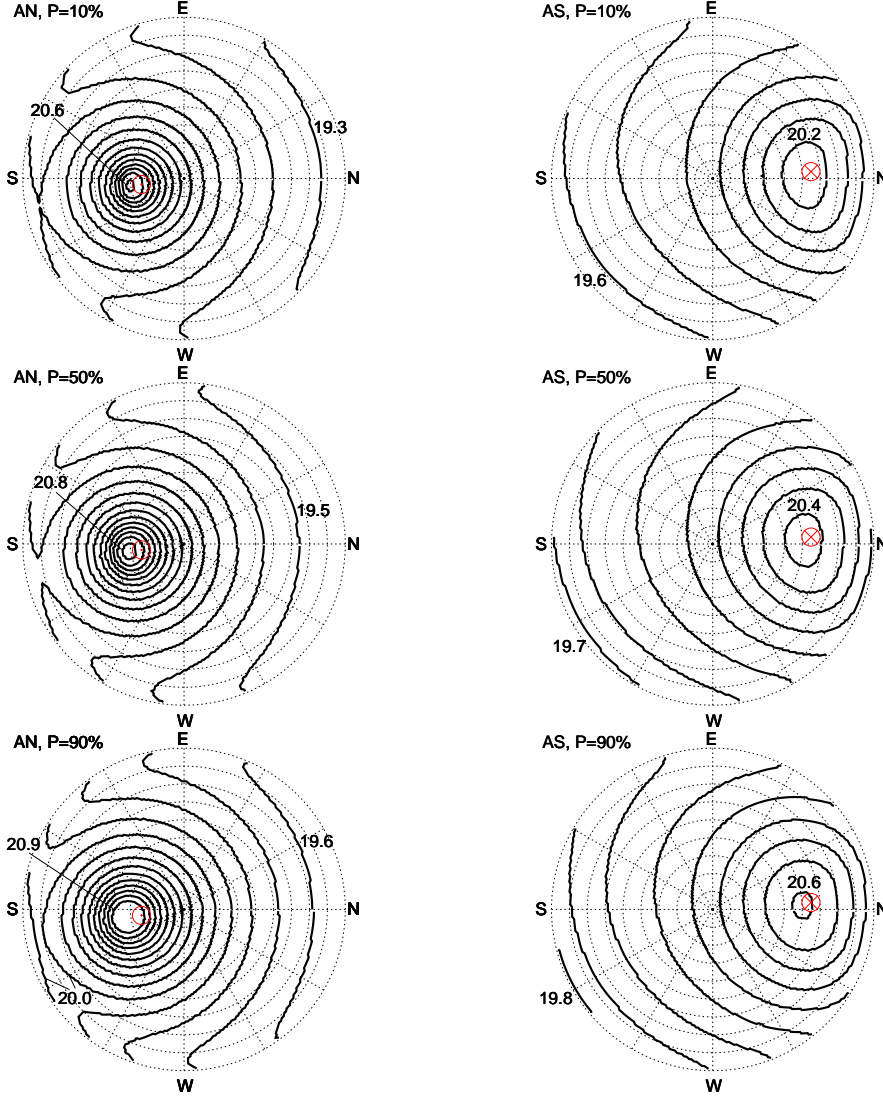 AN, P=10%
E
20.6
19.3
S
N
W
AS, P=10%
E
20.2
19.6
S
N
W
AN, P=50%
E
20.8
19.5
S
N
W
AS, P=50%
E
20.4
19.7
S
N
W
AN, P=90%
E
20.9
19.6
S
N
20.0
W
AS, P=90%
E
20.6
S
N
19.8
W